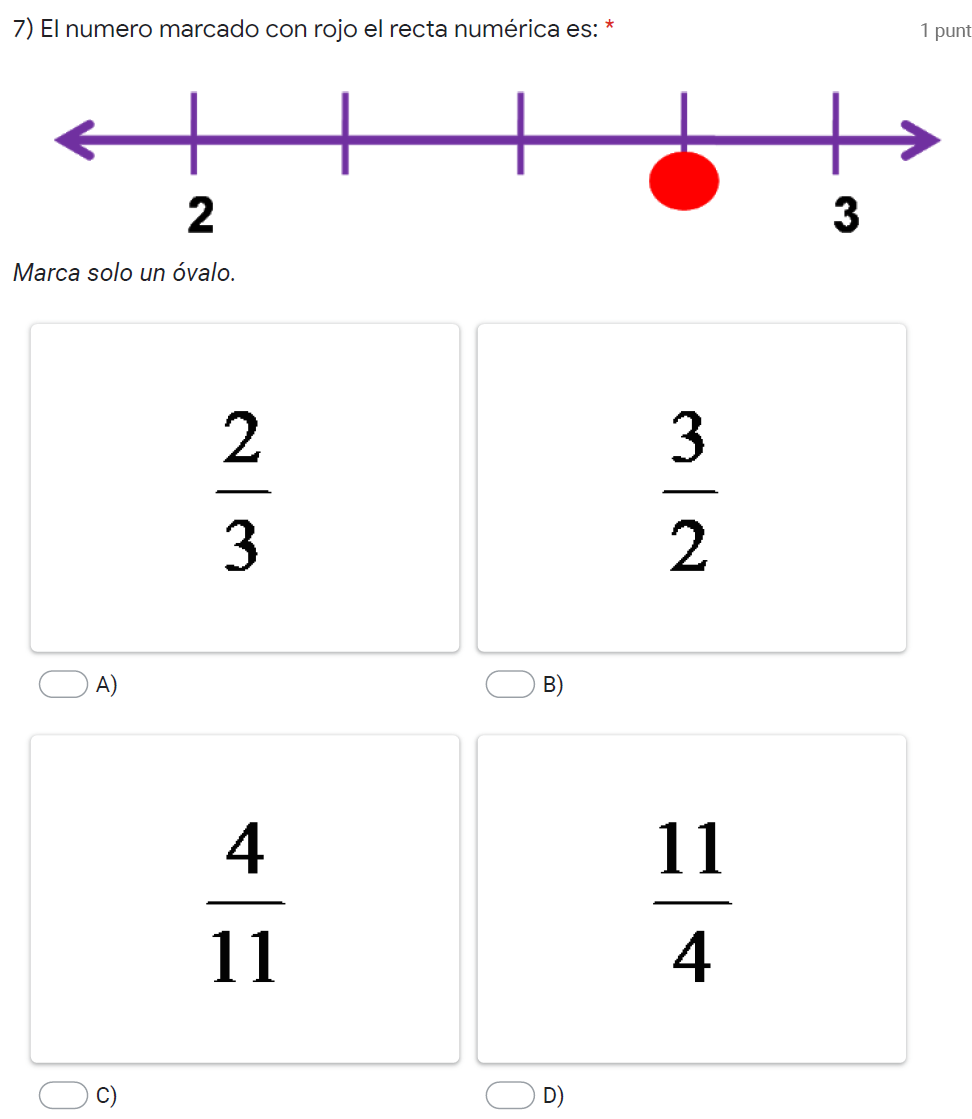 7) El numero marcado con rojo el recta numérica es: *
1 punt
2
3
Marca solo un óvalo.
2
3
3
2
A)
B)
4
11
11
4
C)
D)